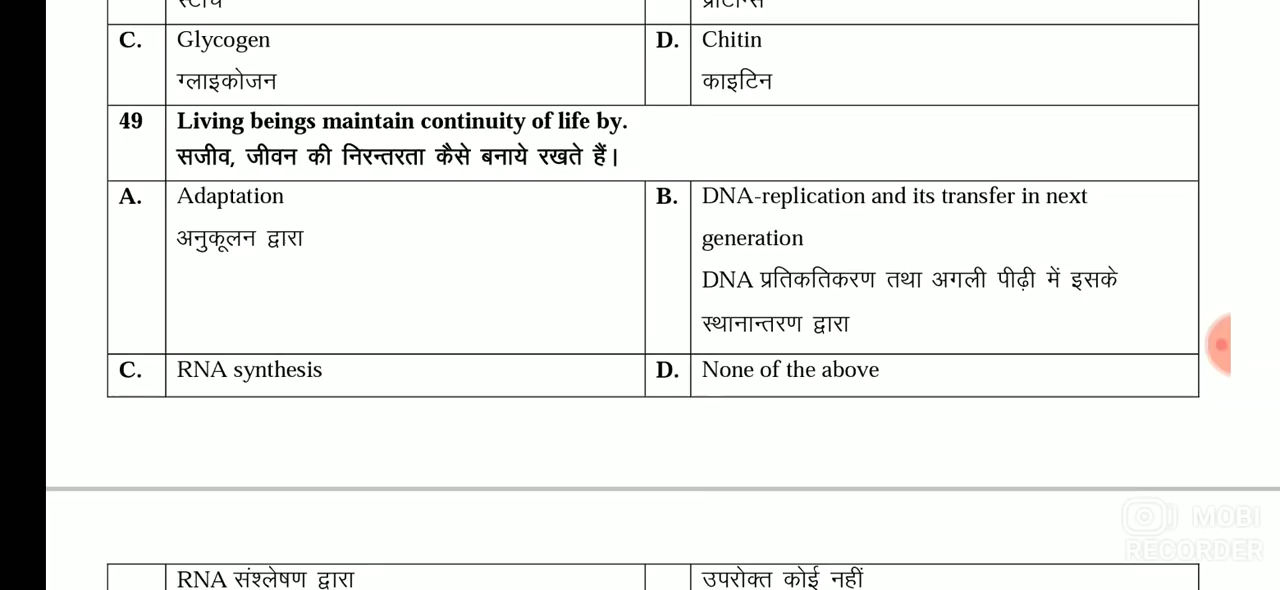 स्टार्च
प्रोटीन्स
C. Glycogen D. Chitin
ग्लाइकोजन काइटिन
49 Living beings maintain continuity of life by.
सजीव, जीवन की निरन्तरता कैसे बनाये रखते हैं।
A. Adaptation B. DNA-replication and its transfer in next
अनुकूलन द्वारा generation
DNA प्रतिकतिकरण तथा अगली पीढ़ी में इसके
स्थानान्तरण द्वारा
C. RNA synthesis D. None of the above
MOBI
RECORDER
RNA संश्लेषण द्वारा उपरोक्त कोई नहीं